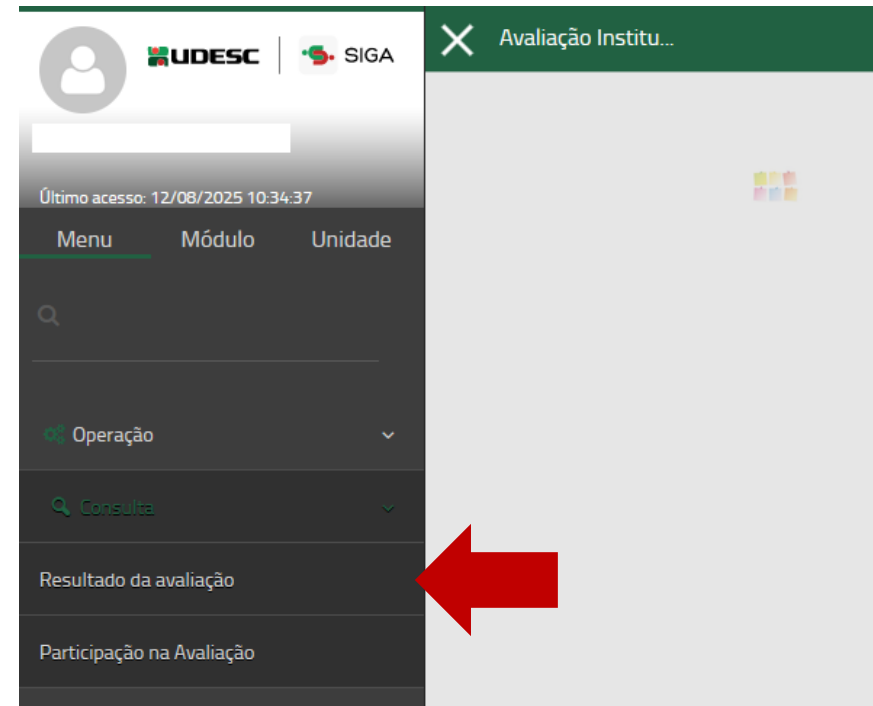 UDESC
SIGA
Último acesso: 12/08/2025 10:34:37
Menu Módulo Unidade
Operação
Consulta
Resultado da avaliação
Participação na Avaliação
Avaliação Institu...